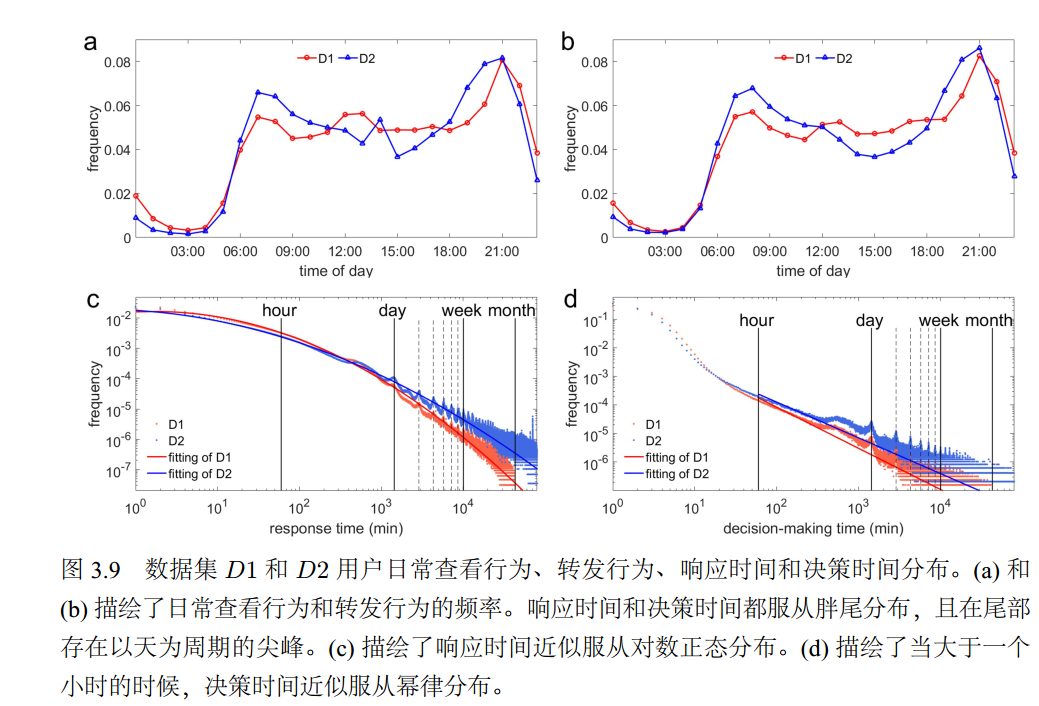 a
b
0.08
0.06
0.04
0.02
0
frequency
D1 D2
03:00 06:00 09:00 12:00 15:00 18:00 21:00
time of day
0.08
0.06
0.04
0.02
0
frequency
D1 D2
03:00 06:00 09:00 12:00 15:00 18:00 21:00
time of day
c
hour day week month
10^-2
10^-3
10^-4
10^-5
10^-6
10^-7
frequency
D1
D2
fitting of D1
fitting of D2
10^0 10^1 10^2 10^3 10^4
response time (min)
d
hour day week month
10^-1
10^-2
10^-3
10^-4
10^-5
10^-6
frequency
D1
D2
fitting of D1
fitting of D2
10^0 10^1 10^2 10^3 10^4
decision-making time (min)
图 3.9 数据集 D1 和 D2 用户日常查看行为、转发行为、响应时间和决策时间分布。(a) 和
(b) 描绘了日常查看行为和转发行为的频率。响应时间和决策时间都服从胖尾分布，且在尾部
存在以天为周期的尖峰。(c) 描绘了响应时间近似服从对数正态分布。(d) 描绘了当大于一个
小时的时候，决策时间近似服从幂律分布。